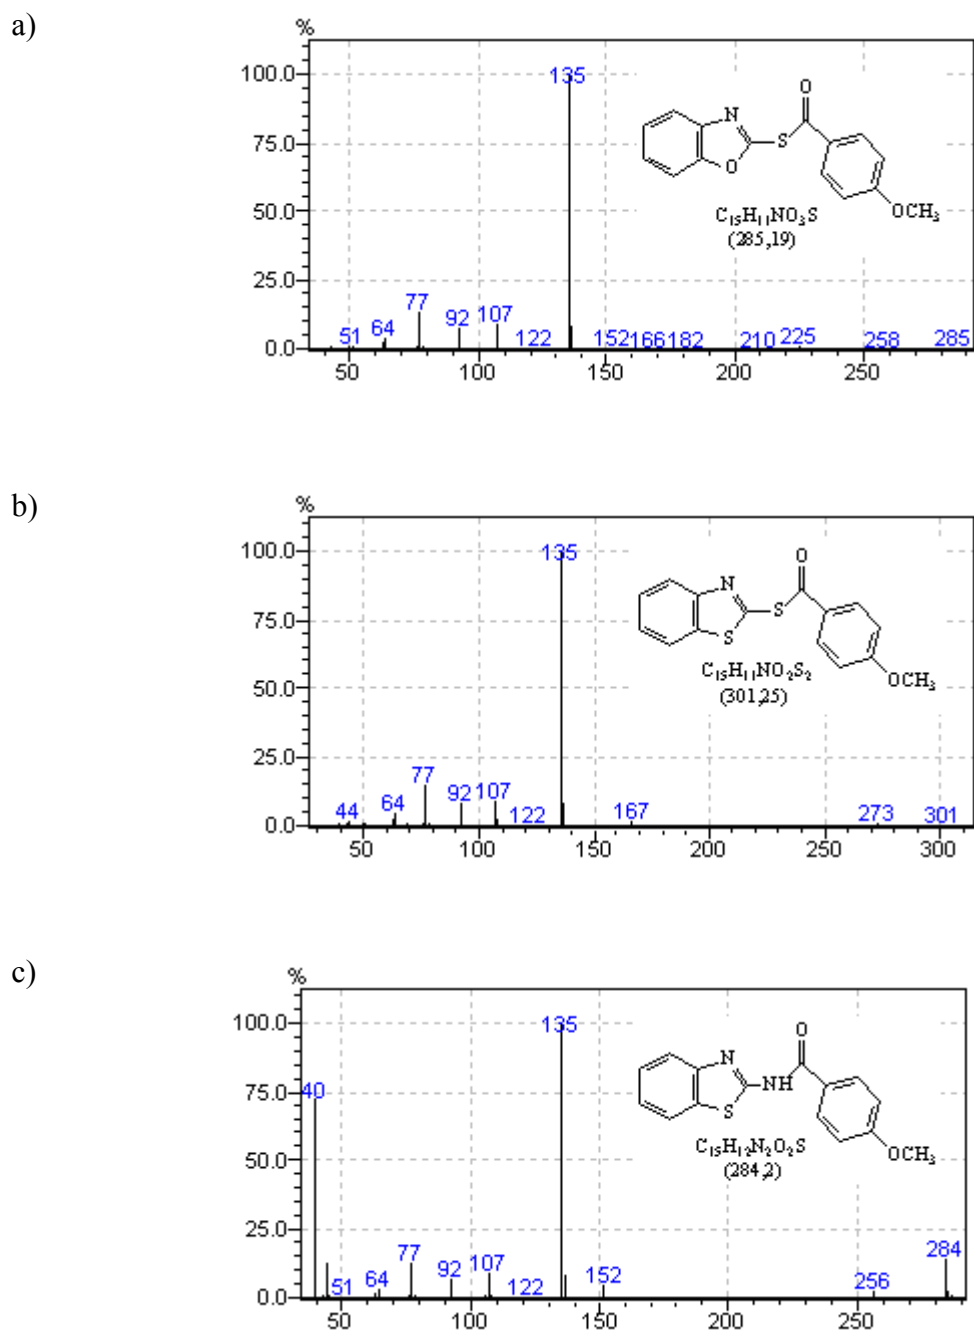 a)
%
100.0
75.0
50.0
25.0
0.0
51 64 77 92 107 122 135 152 166 182 210 225 258 285
50 100 150 200 250
N
O
S
O
OCH3
C15H11NO3S
(285,19)
b)
%
100.0
75.0
50.0
25.0
0.0
44 64 77 92 107 122 135 167 273 301
50 100 150 200 250 300
N
S
S
O
OCH3
C15H11NO2S2
(301,25)
c)
%
100.0
75.0
50.0
25.0
0.0
40 51 64 77 92 107 122 135 152 256 284
50 100 150 200 250
N
S
NH
O
OCH3
C15H12N2O2S
(284,2)